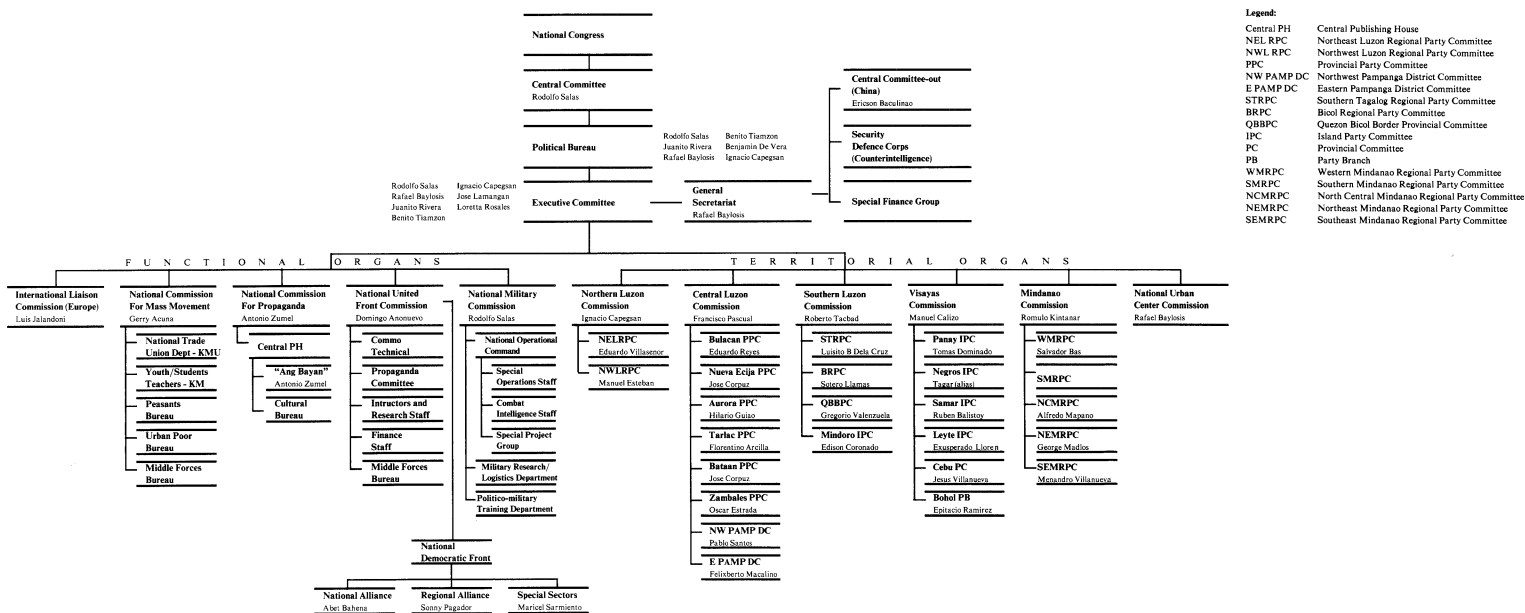 National Congress
Central Committee
Rodolfo Salas
Political Bureau
Rodolfo Salas Benito Tiamzon
Juanito Rivera Benjamin De Vera
Rafael Baylosis Ignacio Capegsan
Executive Committee
Rodolfo Salas Ignacio Capegsan
Rafael Baylosis Jose Lamangan
Juanito Rivera Loretta Rosales
Benito Tiamzon
General
Secretariat
Rafael Baylosis
Central Committee-out
(China)
Ericson Baculinao
Security
Defence Corps
(Counterintelligence)
Special Finance Group
Legend:
Central PH Central Publishing House
NEL RPC Northeast Luzon Regional Party Committee
NWL RPC Northwest Luzon Regional Party Committee
PPC Provincial Party Committee
NW PAMP DC Northwest Pampanga District Committee
E PAMP DC Eastern Pampanga District Committee
STRPC Southern Tagalog Regional Party Committee
BRPC Bicol Regional Party Committee
QBBPC Quezon Bicol Border Provincial Committee
IPC Island Party Committee
PC Provincial Committee
PB Party Branch
WMRPC Western Mindanao Regional Party Committee
SMRPC Southern Mindanao Regional Party Committee
NCMRPC North Central Mindanao Regional Party Committee
NEMRPC Northeast Mindanao Regional Party Committee
SEMRPC Southeast Mindanao Regional Party Committee
FUNCTIONAL ORGANS
International Liaison
Commission (Europe)
Luis Jalandoni
National Commission
For Mass Movement
Gerry Acuna
National Trade
Union Dept - KMU
Youth/Students
Teachers - KM
Peasants
Bureau
Urban Poor
Bureau
Middle Forces
Bureau
National Commission
For Propaganda
Antonio Zumel
Central PH
“Ang Bayan”
Antonio Zumel
Cultural
Bureau
National United
Front Commission
Domingo Anonuevo
Commo
Technical
Propaganda
Committee
Intructors and
Research Staff
Finance
Staff
Middle Forces
Bureau
National
Democratic Front
National Alliance
Abet Bahena
Regional Alliance
Sonny Pagador
Special Sectors
Maricel Sarmiento
National Military
Commission
Rodolfo Salas
National Operational
Command
Special
Operations Staff
Combat
Intelligence Staff
Special Project
Group
Military Research/
Logistics Department
Politico-military
Training Department
TERRITORIAL ORGANS
Northern Luzon
Commission
Ignacio Capegsan
NELRPC
Eduardo Villasenor
NWLRPC
Manuel Esteban
Central Luzon
Commission
Francisco Pascual
Bulacan PPC
Eduardo Reyes
Nueva Ecija PPC
Jose Corpuz
Aurora PPC
Hilario Guiao
Tarlac PPC
Florentino Arcilla
Bataan PPC
Jose Corpuz
Zambales PPC
Oscar Estrada
NW PAMP DC
Pablo Santos
E PAMP DC
Felixberto Macalino
Southern Luzon
Commission
Roberto Tacbad
STRPC
Luisito B Dela Cruz
BRPC
Sotero Llamas
QBBPC
Gregorio Valenzuela
Mindoro IPC
Edison Coronado
Visayas
Commission
Manuel Calizo
Panay IPC
Tomas Dominado
Negros IPC
Tagar (alias)
Samar IPC
Ruben Balistoy
Leyte IPC
Exusperado Lloren
Cebu PC
Jesus Villanueva
Bohol PB
Epitacio Ramirez
Mindanao
Commission
Romulo Kintanar
WMRPC
Salvador Bas
SMRPC
NCMRPC
Alfredo Mapano
NEMRPC
George Madlos
SEMRPC
Menandro Villanueva
National Urban
Center Commission
Rafael Baylosis